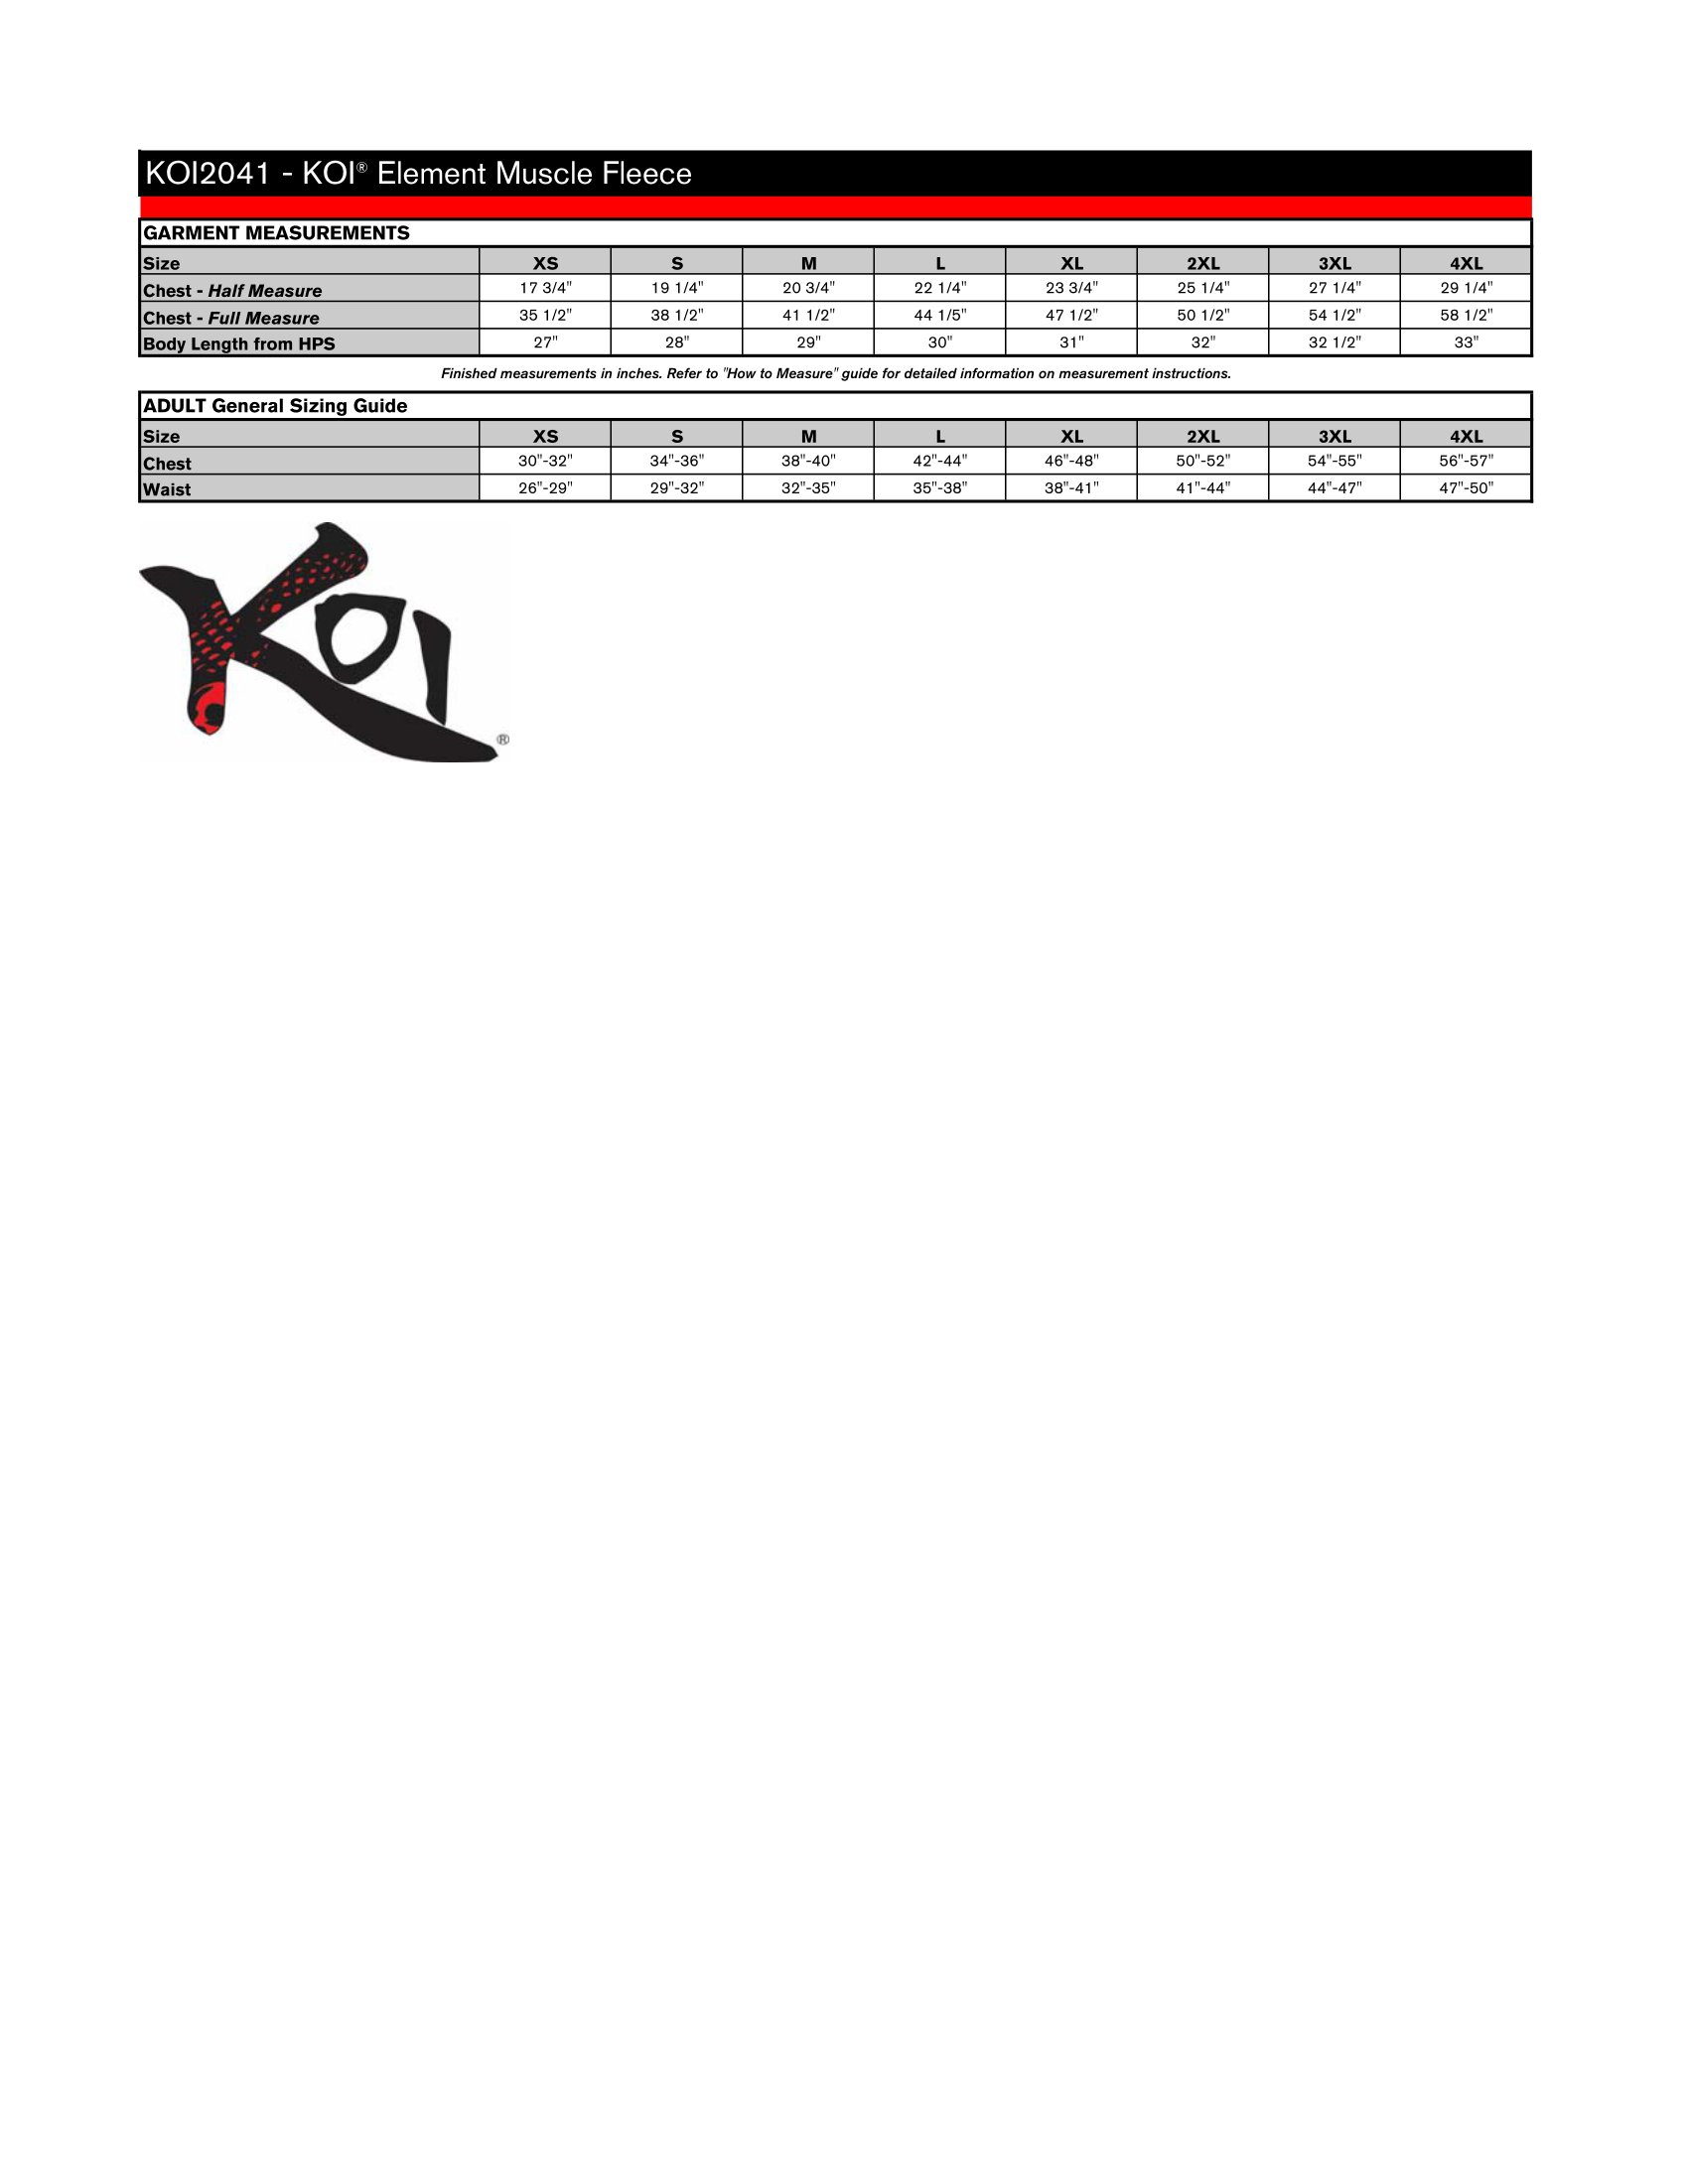 KOI2041 - KOI® Element Muscle Fleece
GARMENT MEASUREMENTS
Size XS S M L XL 2XL 3XL 4XL
Chest - Half Measure 17 3/4" 19 1/4" 20 3/4" 22 1/4" 23 3/4" 25 1/4" 27 1/4" 29 1/4"
Chest - Full Measure 35 1/2" 38 1/2" 41 1/2" 44 1/5" 47 1/2" 50 1/2" 54 1/2" 58 1/2"
Body Length from HPS 27" 28" 29" 30" 31" 32" 32 1/2" 33"
Finished measurements in inches. Refer to "How to Measure" guide for detailed information on measurement instructions.
ADULT General Sizing Guide
Size XS S M L XL 2XL 3XL 4XL
Chest 30"-32" 34"-36" 38"-40" 42"-44" 46"-48" 50"-52" 54"-55" 56"-57"
Waist 26"-29" 29"-32" 32"-35" 35"-38" 38"-41" 41"-44" 44"-47" 47"-50"
KOI®